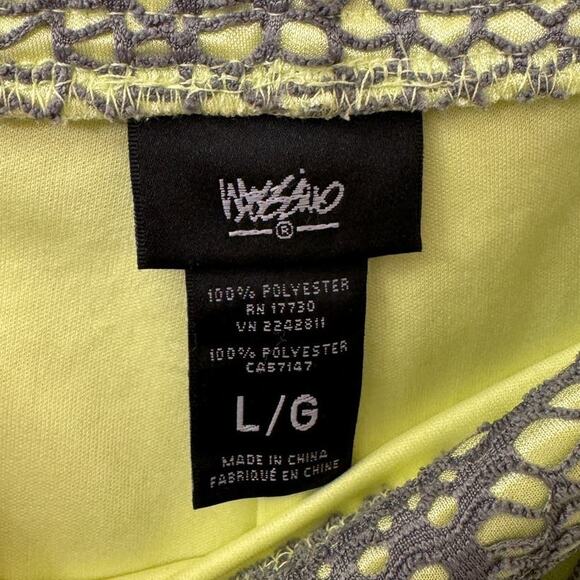 Mossimo
®
100% POLYESTER
RN 17730
VN 2242811
100% POLYESTER
CA57147
L/G
MADE IN CHINA
FABRIQUÉ EN CHINE